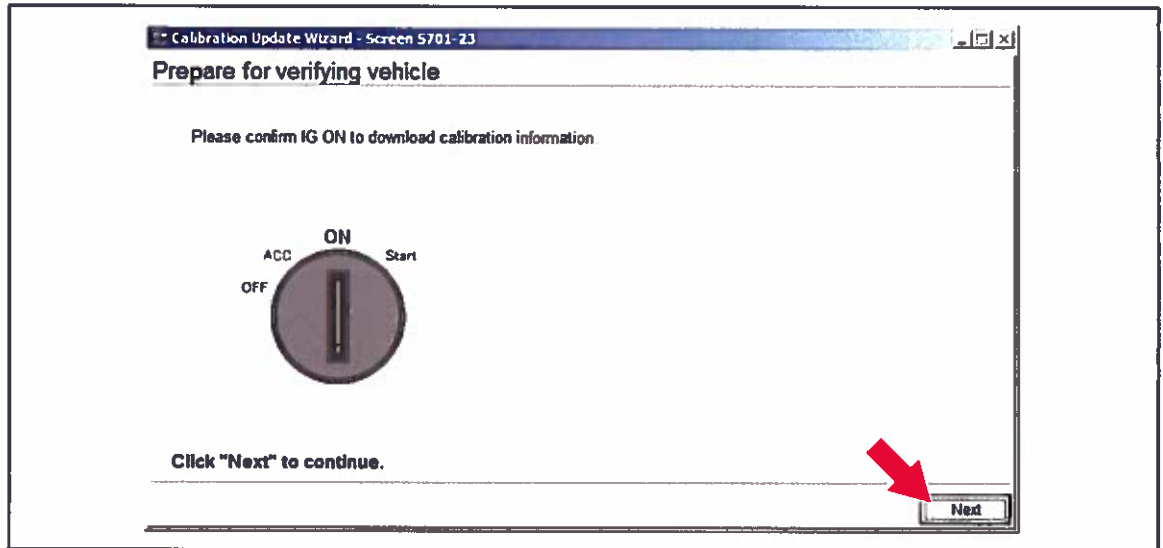 Calibration Update Wizard - Screen S701-23
Prepare for verifying vehicle
Please confirm IG ON to download calibration information
ON
ACC
Start
OFF
Click "Next" to continue.
Next